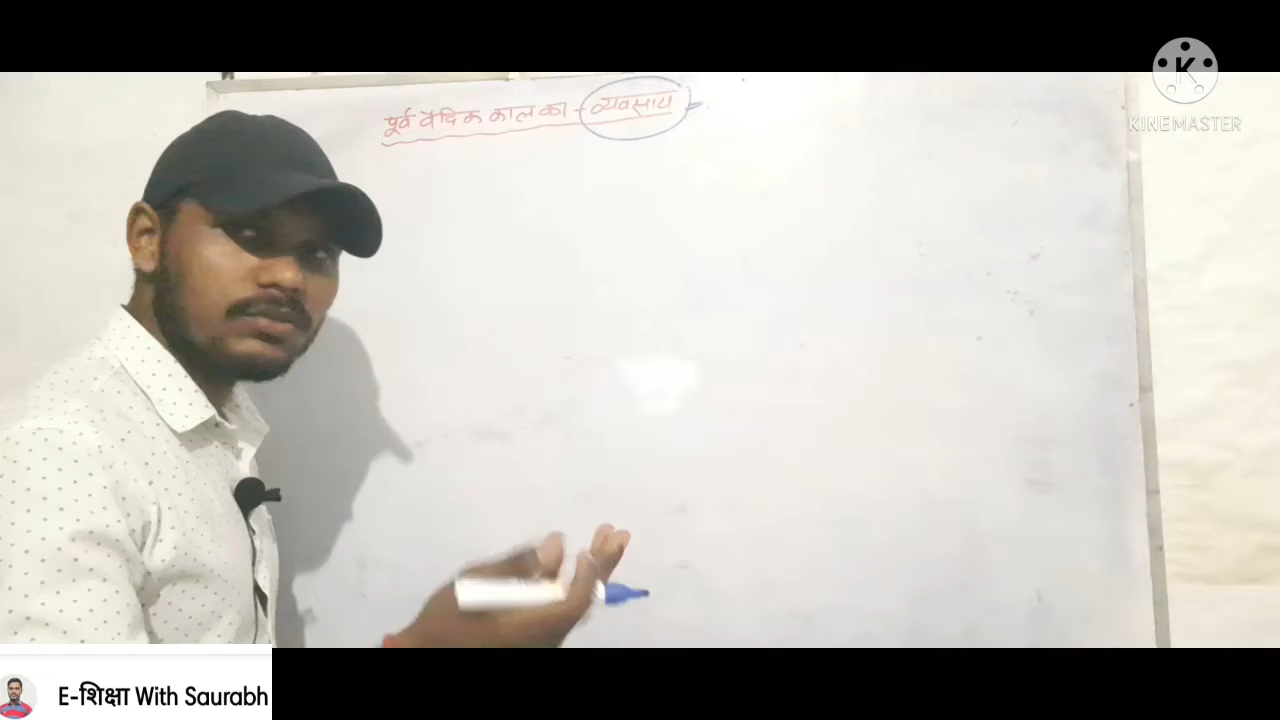 पूर्व वैदिक काल का - व्यवसाय
KINEMASTER
E-शिक्षा With Saurabh